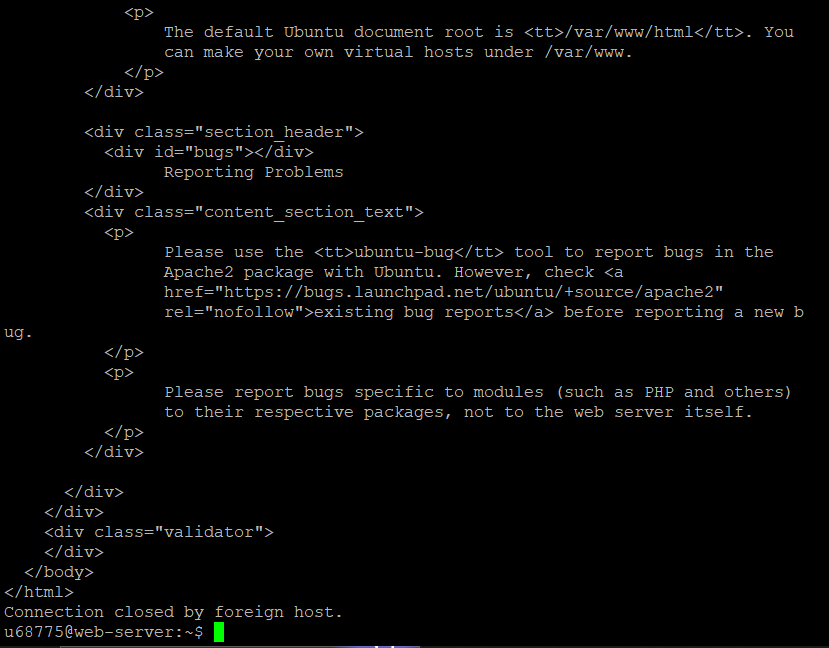 <p>
The default Ubuntu document root is <tt>/var/www/html</tt>. You
can make your own virtual hosts under /var/www.
</p>
</div>
<div class="section_header">
<div id="bugs"></div>
Reporting Problems
</div>
<div class="content_section_text">
<p>
Please use the <tt>ubuntu-bug</tt> tool to report bugs in the
Apache2 package with Ubuntu. However, check <a
href="https://bugs.launchpad.net/ubuntu/+source/apache2"
rel="nofollow">existing bug reports</a> before reporting a new b
ug.
</p>
<p>
Please report bugs specific to modules (such as PHP and others)
to their respective packages, not to the web server itself.
</p>
</div>
</div>
</div>
<div class="validator">
</div>
</body>
</html>
Connection closed by foreign host.
u68775@web-server:~$